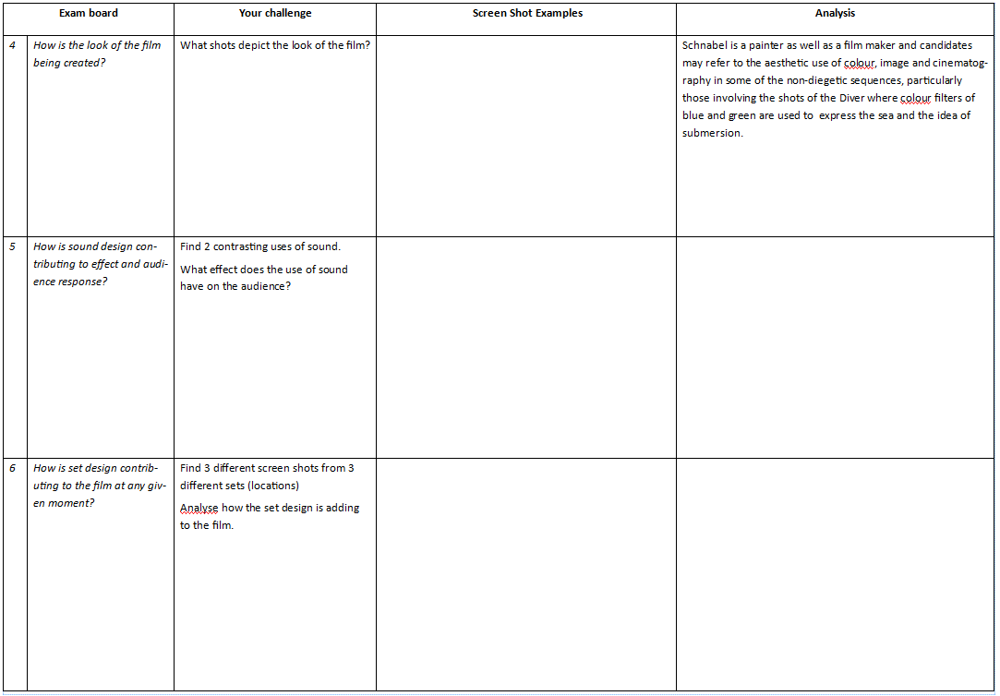 Exam board
Your challenge
Screen Shot Examples
Analysis
4
How is the look of the film
being created?
What shots depict the look of the film?
Schnabel is a painter as well as a film maker and candidates
may refer to the aesthetic use of colour, image and cinematog-
raphy in some of the non-diegetic sequences, particularly
those involving the shots of the Diver where colour filters of
blue and green are used to  express the sea and the idea of
submersion.
5
How is sound design con-
tributing to effect and audi-
ence response?
Find 2 contrasting uses of sound.
What effect does the use of sound
have on the audience?
6
How is set design contrib-
uting to the film at any giv-
en moment?
Find 3 different screen shots from 3
different sets (locations)
Analyse how the set design is adding
to the film.